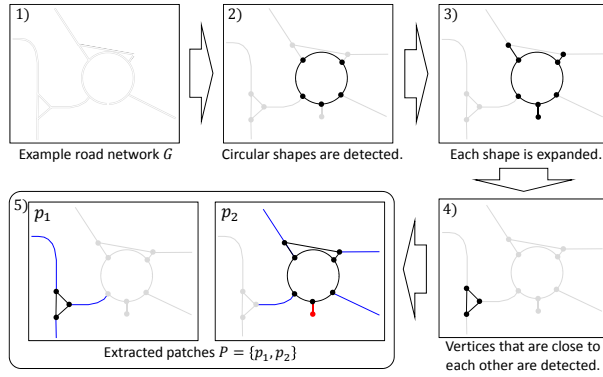 1)
Example road network G
2)
Circular shapes are detected.
3)
Each shape is expanded.
4)
Vertices that are close to
each other are detected.
5)
p₁
p₂
Extracted patches P = {p₁, p₂}